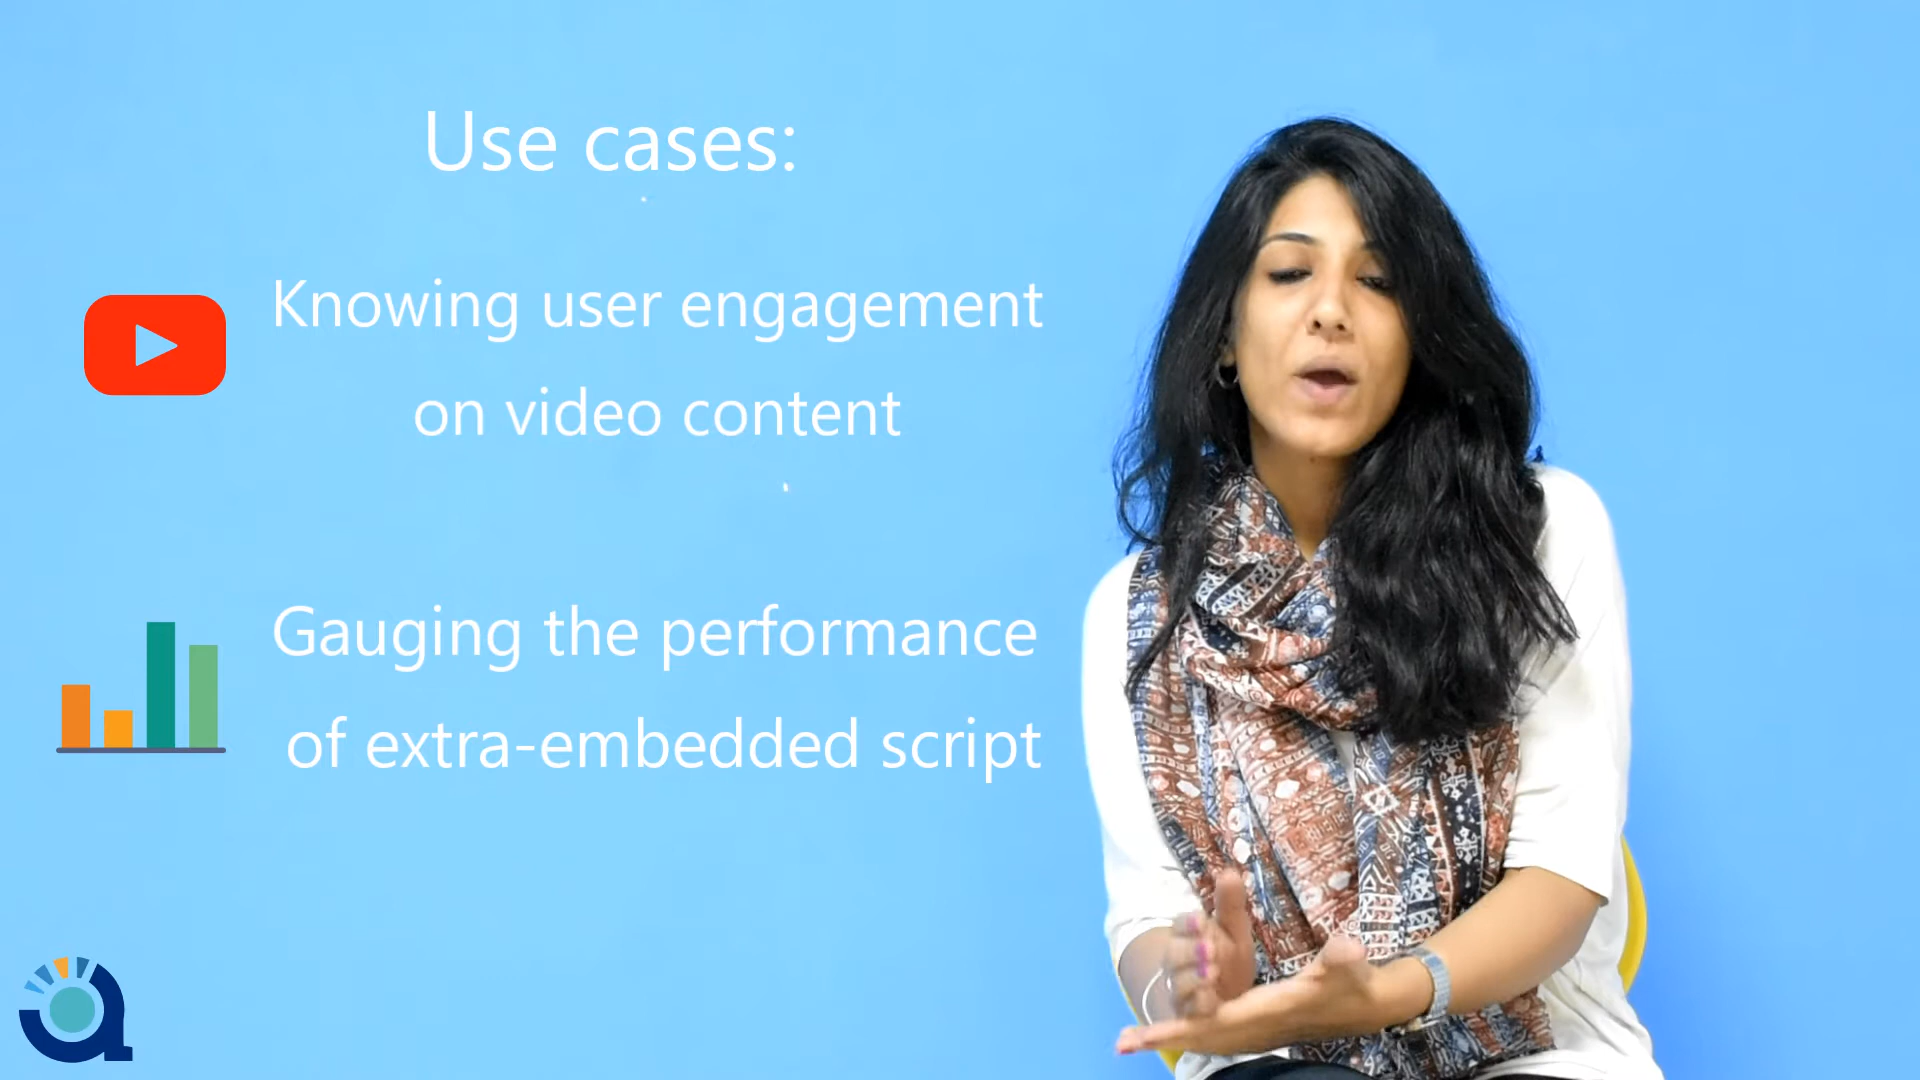 Use cases:
Knowing user engagement
on video content
Gauging the performance
of extra-embedded script